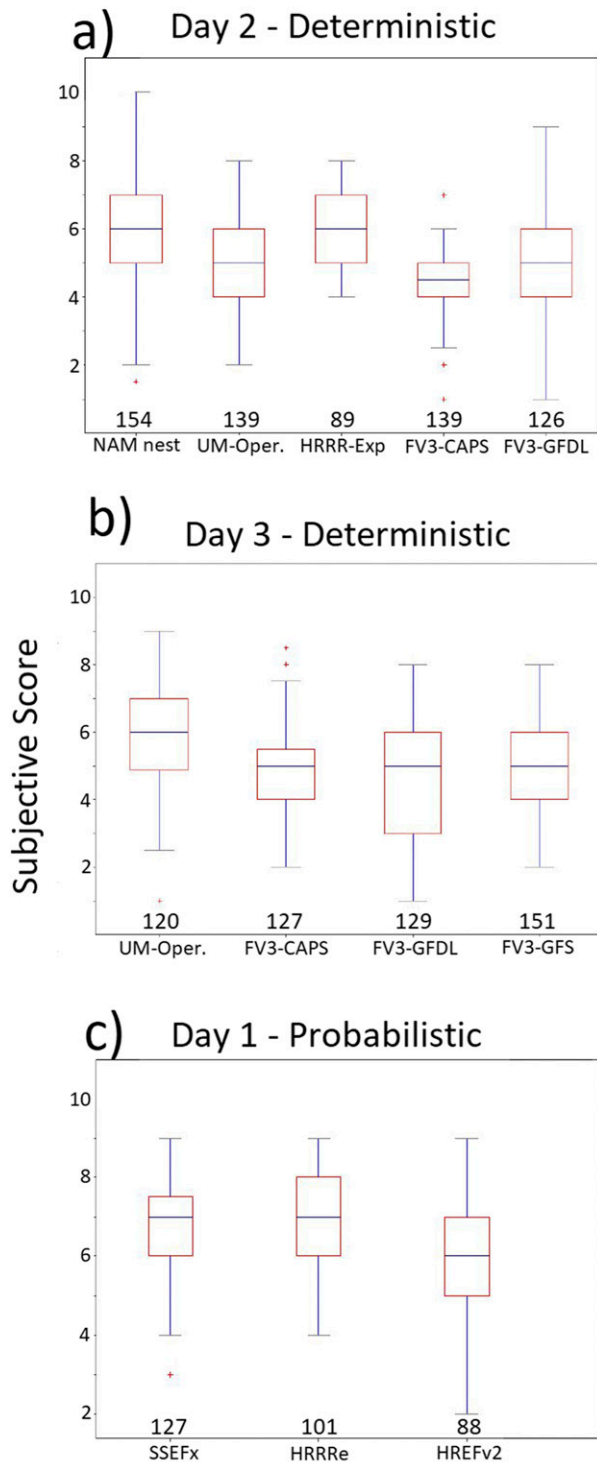 a) Day 2 - Deterministic
10
8
6
4
2
154 139 89 139 126
NAM nest UM-Oper. HRRR-Exp FV3-CAPS FV3-GFDL
b) Day 3 - Deterministic
Subjective Score
10
8
6
4
2
120 127 129 151
UM-Oper. FV3-CAPS FV3-GFDL FV3-GFS
c) Day 1 - Probabilistic
10
8
6
4
2
127 101 88
SSEFx HRRRe HREFv2